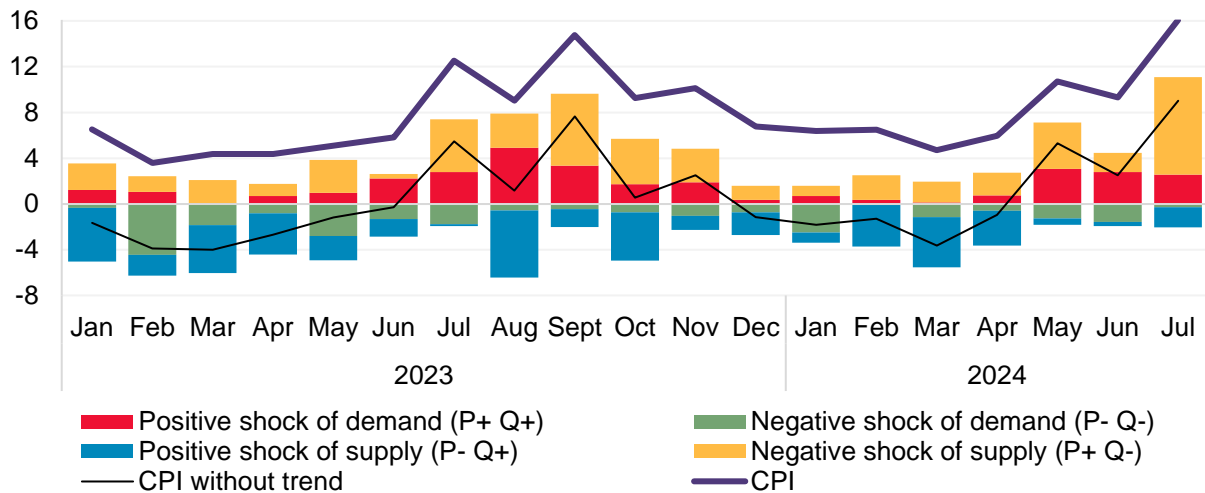 16
12
8
4
0
-4
-8
Jan Feb Mar Apr May Jun Jul Aug Sept Oct Nov Dec Jan Feb Mar Apr May Jun Jul
2023 2024
Positive shock of demand (P+ Q+) Negative shock of demand (P- Q-)
Positive shock of supply (P- Q+) Negative shock of supply (P+ Q-)
CPI without trend CPI